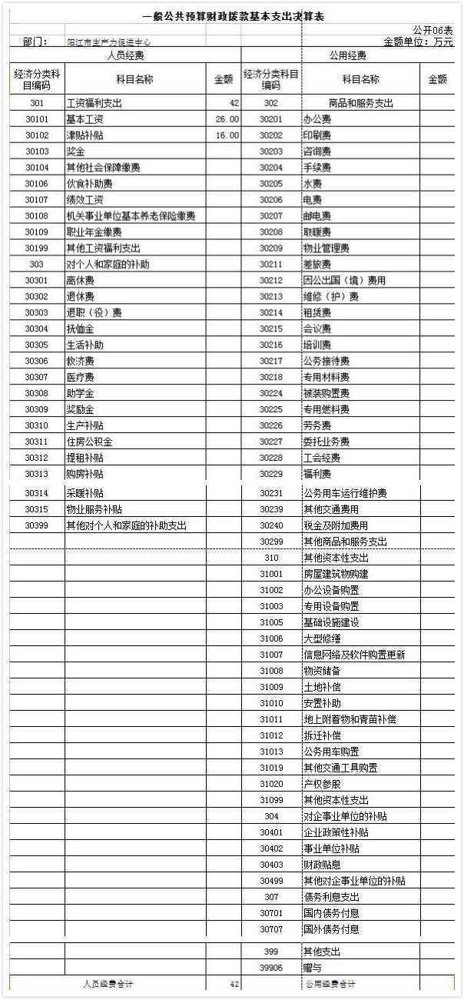 一般公共预算财政拨款基本支出决算表
公开06表
部门： 阳江市生产力促进中心 金额单位：万元
人员经费 公用经费
经济分类科目编码 科目名称 金额 经济分类科目编码 科目名称 金额
301 工资福利支出 42 302 商品和服务支出
30101 基本工资 26.00 30201 办公费
30102 津贴补贴 16.00 30202 印刷费
30103 奖金 30203 咨询费
30104 其他社会保障缴费 30204 手续费
30106 伙食补助费 30205 水费
30107 绩效工资 30206 电费
30108 机关事业单位基本养老保险缴费 30207 邮电费
30109 职业年金缴费 30208 取暖费
30199 其他工资福利支出 30209 物业管理费
303 对个人和家庭的补助 30211 差旅费
30301 离休费 30212 因公出国（境）费用
30302 退休费 30213 维修（护）费
30303 退职（役）费 30214 租赁费
30304 抚恤金 30215 会议费
30305 生活补助 30216 培训费
30306 救济费 30217 公务接待费
30307 医疗费 30218 专用材料费
30308 助学金 30224 被装购置费
30309 奖励金 30225 专用燃料费
30310 生产补贴 30226 劳务费
30311 住房公积金 30227 委托业务费
30312 提租补贴 30228 工会经费
30313 购房补贴 30229 福利费
30314 采暖补贴 30231 公务用车运行维护费
30315 物业服务补贴 30239 其他交通费用
30399 其他对个人和家庭的补助支出 30240 税金及附加费用
30299 其他商品和服务支出
310 其他资本性支出
31001 房屋建筑物购建
31002 办公设备购置
31003 专用设备购置
31005 基础设施建设
31006 大型修缮
31007 信息网络及软件购置更新
31008 物资储备
31009 土地补偿
31010 安置补助
31011 地上附着物和青苗补偿
31012 拆迁补偿
31013 公务用车购置
31019 其他交通工具购置
31020 产权参股
31099 其他资本性支出
304 对企事业单位的补贴
30401 企业政策性补贴
30402 事业单位补贴
30403 财政贴息
30499 其他对企事业单位的补贴
307 债务利息支出
30701 国内债务付息
30707 国外债务付息
399 其他支出
39906 赠与
人员经费合计 42 公用经费合计